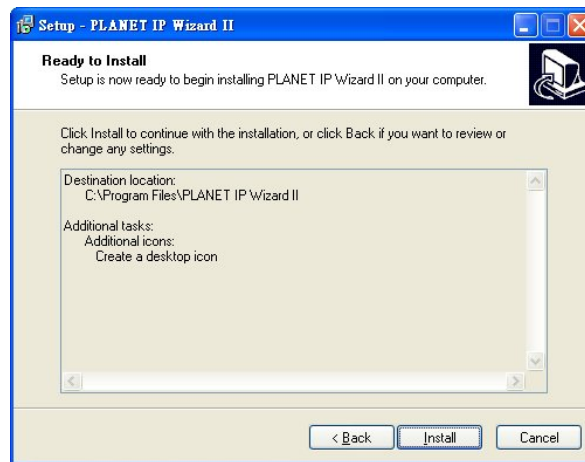 Setup - PLANET IP Wizard II
Ready to Install
Setup is now ready to begin installing PLANET IP Wizard II on your computer.
Click Install to continue with the installation, or click Back if you want to review or
change any settings.
Destination location:
C:\Program Files\PLANET IP Wizard II
Additional tasks:
Additional icons:
Create a desktop icon
< Back
Install
Cancel